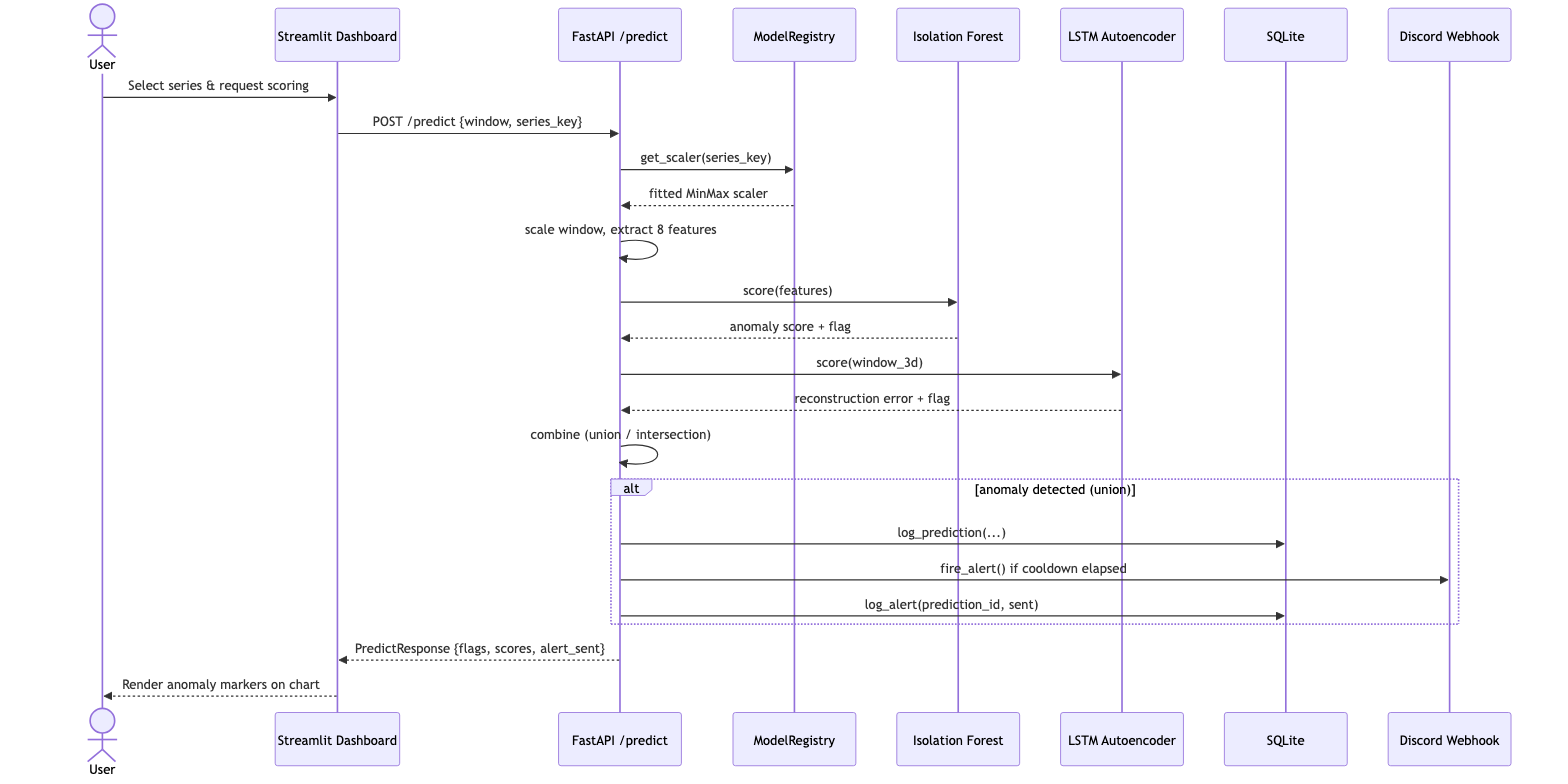 User
Streamlit Dashboard
FastAPI /predict
ModelRegistry
Isolation Forest
LSTM Autoencoder
SQLite
Discord Webhook
Select series & request scoring
POST /predict {window, series_key}
get_scaler(series_key)
fitted MinMax scaler
scale window, extract 8 features
score(features)
anomaly score + flag
score(window_3d)
reconstruction error + flag
combine (union / intersection)
alt
[anomaly detected (union)]
log_prediction(...)
fire_alert() if cooldown elapsed
log_alert(prediction_id, sent)
PredictResponse {flags, scores, alert_sent}
Render anomaly markers on chart
User
Streamlit Dashboard
FastAPI /predict
ModelRegistry
Isolation Forest
LSTM Autoencoder
SQLite
Discord Webhook